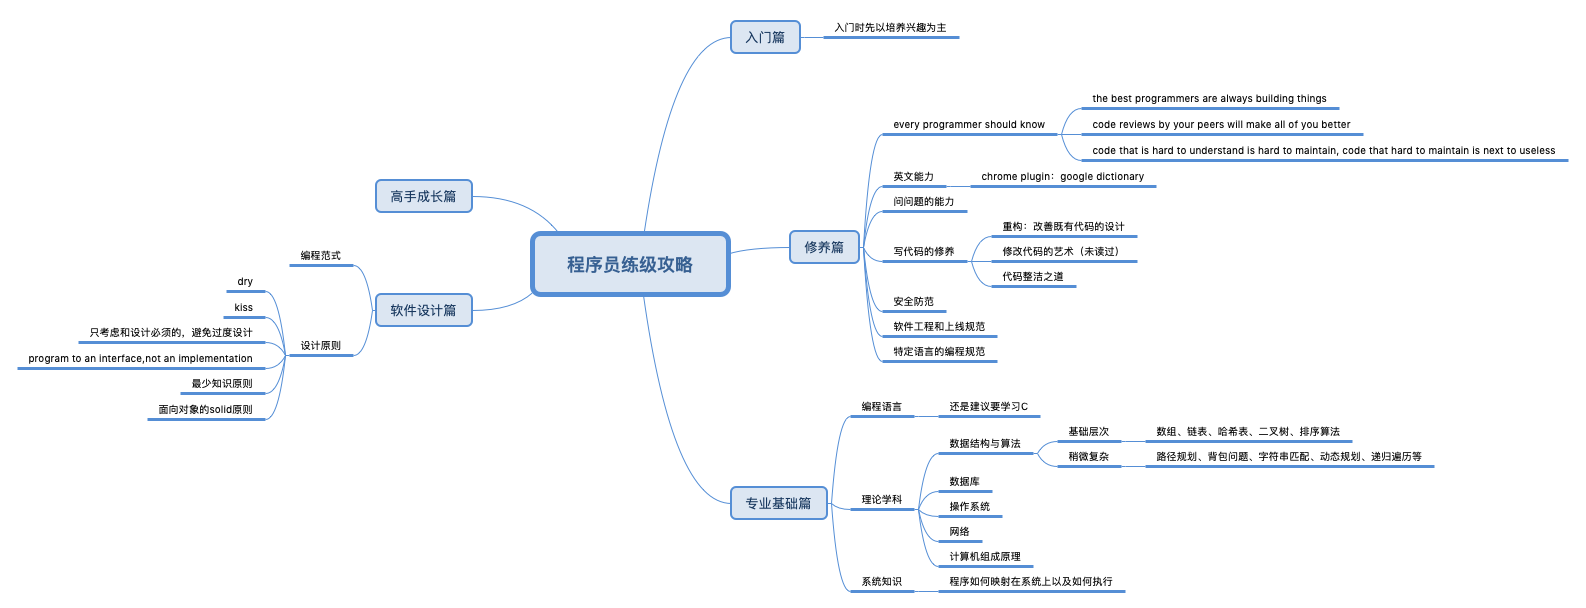 程序员练级攻略
入门篇
入门时先以培养兴趣为主
修养篇
every programmer should know
the best programmers are always building things
code reviews by your peers will make all of you better
code that is hard to understand is hard to maintain, code that hard to maintain is next to useless
英文能力
chrome plugin：google dictionary
问问题的能力
写代码的修养
重构：改善既有代码的设计
修改代码的艺术（未读过）
代码整洁之道
安全防范
软件工程和上线规范
特定语言的编程规范
专业基础篇
编程语言
还是建议要学习C
理论学科
数据结构与算法
基础层次
数组、链表、哈希表、二叉树、排序算法
稍微复杂
路径规划、背包问题、字符串匹配、动态规划、递归遍历等
数据库
操作系统
网络
计算机组成原理
系统知识
程序如何映射在系统上以及如何执行
软件设计篇
编程范式
设计原则
dry
kiss
只考虑和设计必须的，避免过度设计
program to an interface,not an implementation
最少知识原则
面向对象的solid原则
高手成长篇